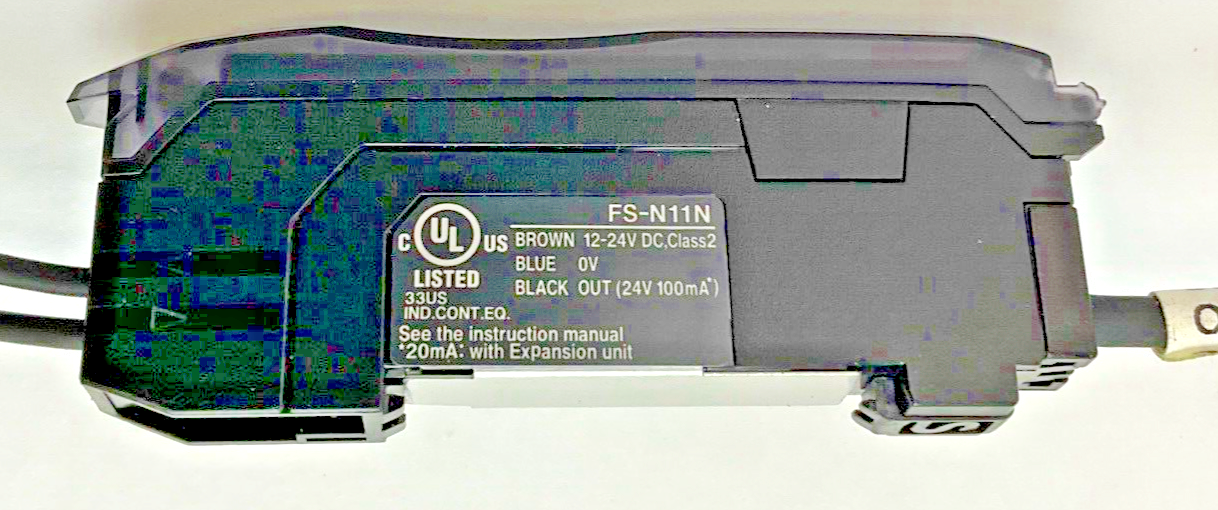 FS-N11N
C UL US
LISTED
33US
IND.CONT.EQ.
BROWN 12-24V DC,Class2
BLUE 0V
BLACK OUT (24V 100mA*)
See the instruction manual
*20mA: with Expansion unit